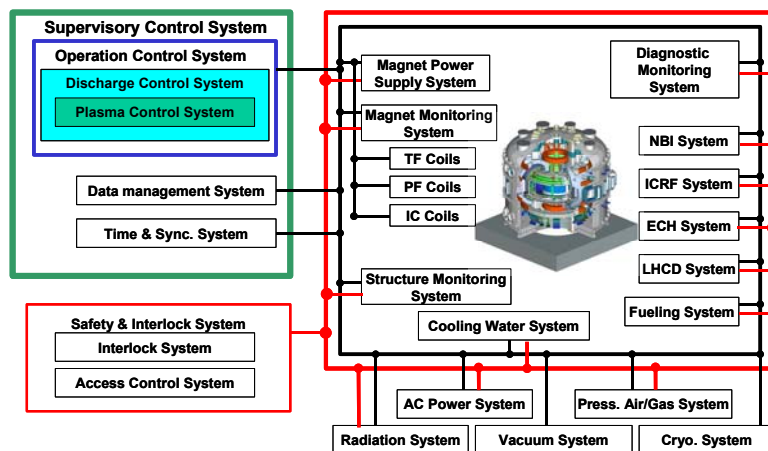 Supervisory Control System
Operation Control System
Discharge Control System
Plasma Control System
Data management System
Time & Sync. System
Safety & Interlock System
Interlock System
Access Control System
Magnet Power
Supply System
Magnet Monitoring
System
TF Coils
PF Coils
IC Coils
Structure Monitoring
System
Cooling Water System
Diagnostic
Monitoring
System
NBI System
ICRF System
ECH System
LHCD System
Fueling System
AC Power System
Press. Air/Gas System
Radiation System
Vacuum System
Cryo. System